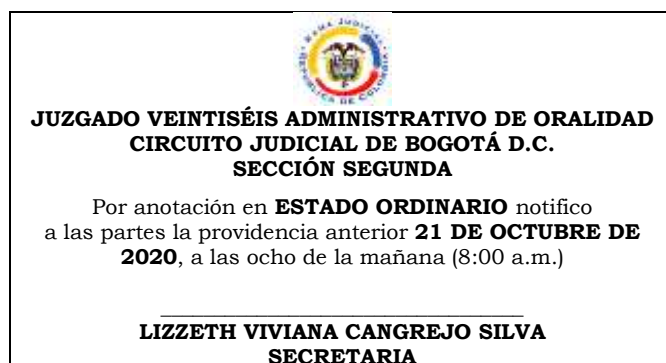 JUZGADO VEINTISÉIS ADMINISTRATIVO DE ORALIDAD
CIRCUITO JUDICIAL DE BOGOTÁ D.C.
SECCIÓN SEGUNDA
Por anotación en ESTADO ORDINARIO notifico
a las partes la providencia anterior 21 DE OCTUBRE DE
2020, a las ocho de la mañana (8:00 a.m.)
LIZZETH VIVIANA CANGREJO SILVA
SECRETARIA